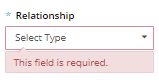 * Relationship
Select Type
This field is required.